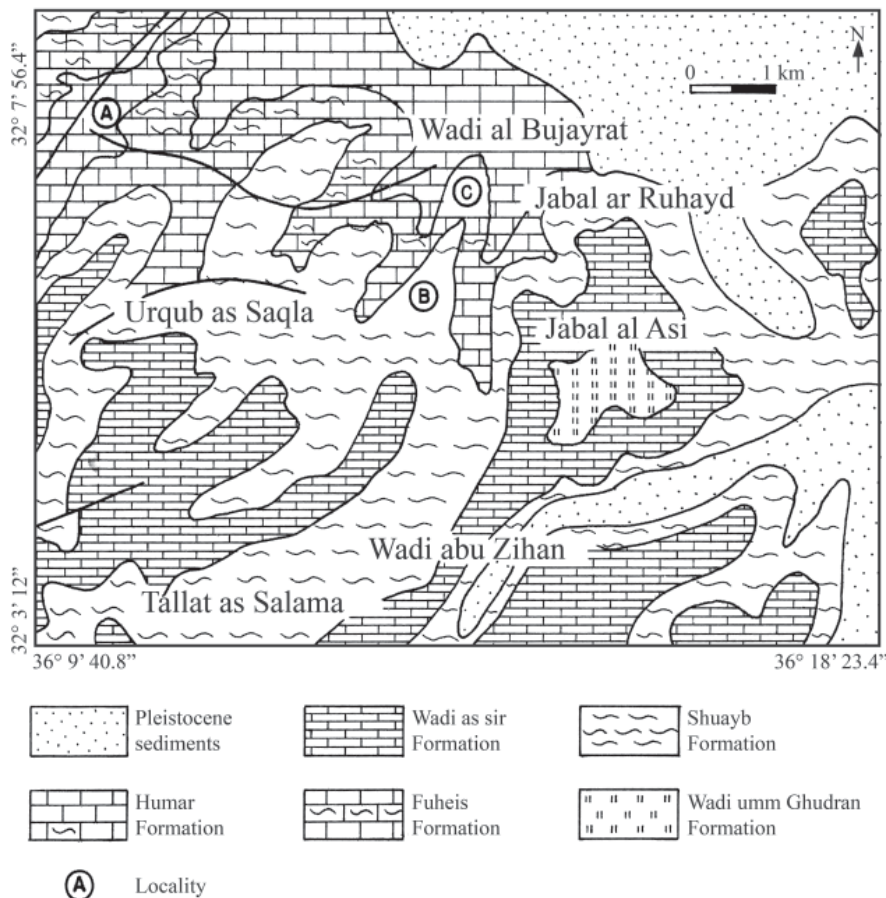 N
0 1 km
32° 7’ 56.4”
A
Wadi al Bujayrat
C
Jabal ar Ruhayd
B
Urqub as Saqla
Jabal al Asi
Wadi abu Zihan
Tallat as Salama
32° 3’ 12”
36° 9’ 40.8”
36° 18’ 23.4”
Pleistocene
sediments
Wadi as sir
Formation
Shuayb
Formation
Humar
Formation
Fuheis
Formation
Wadi umm Ghudran
Formation
A Locality